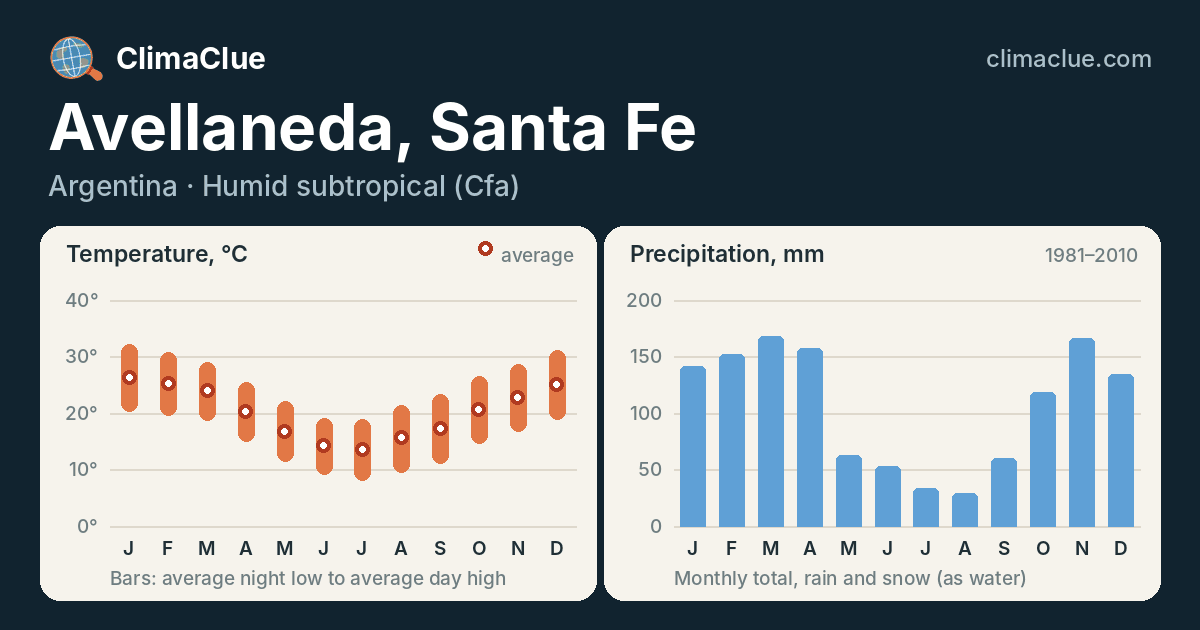 ClimaClue
climaclue.com
Avellaneda, Santa Fe
Argentina · Humid subtropical (Cfa)
Temperature, °C
average
40°
30°
20°
10°
0°
J F M A M J J A S O N D
Bars: average night low to average day high
Precipitation, mm
1981–2010
200
150
100
50
0
J F M A M J J A S O N D
Monthly total, rain and snow (as water)